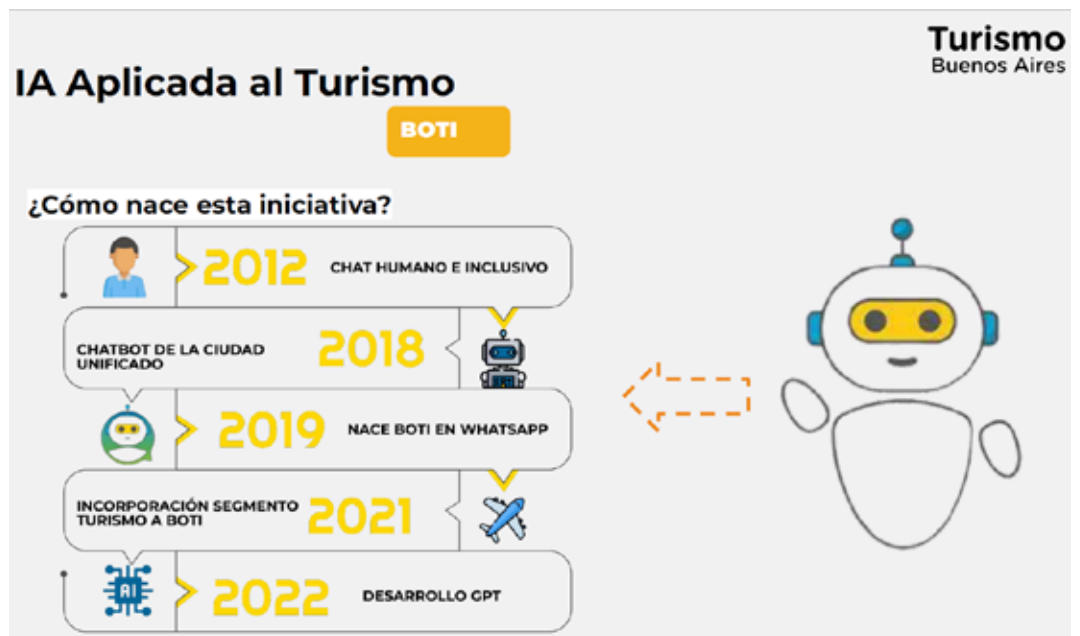 Turismo
Buenos Aires
IA Aplicada al Turismo
BOTI
¿Cómo nace esta iniciativa?
2012 CHAT HUMANO E INCLUSIVO
CHATBOT DE LA CIUDAD
UNIFICADO
2018
2019 NACE BOTI EN WHATSAPP
INCORPORACIÓN SEGMENTO
TURISMO A BOTI
2021
AI
2022 DESARROLLO GPT